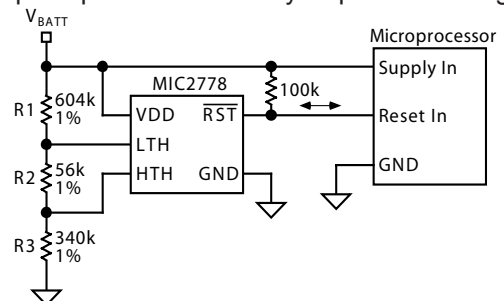 V_BATT
Microprocessor
Supply In
MIC2778
100k
R1 604k
1%
VDD
RST
Reset In
LTH
R2 56k
1%
HTH
GND
GND
R3 340k
1%